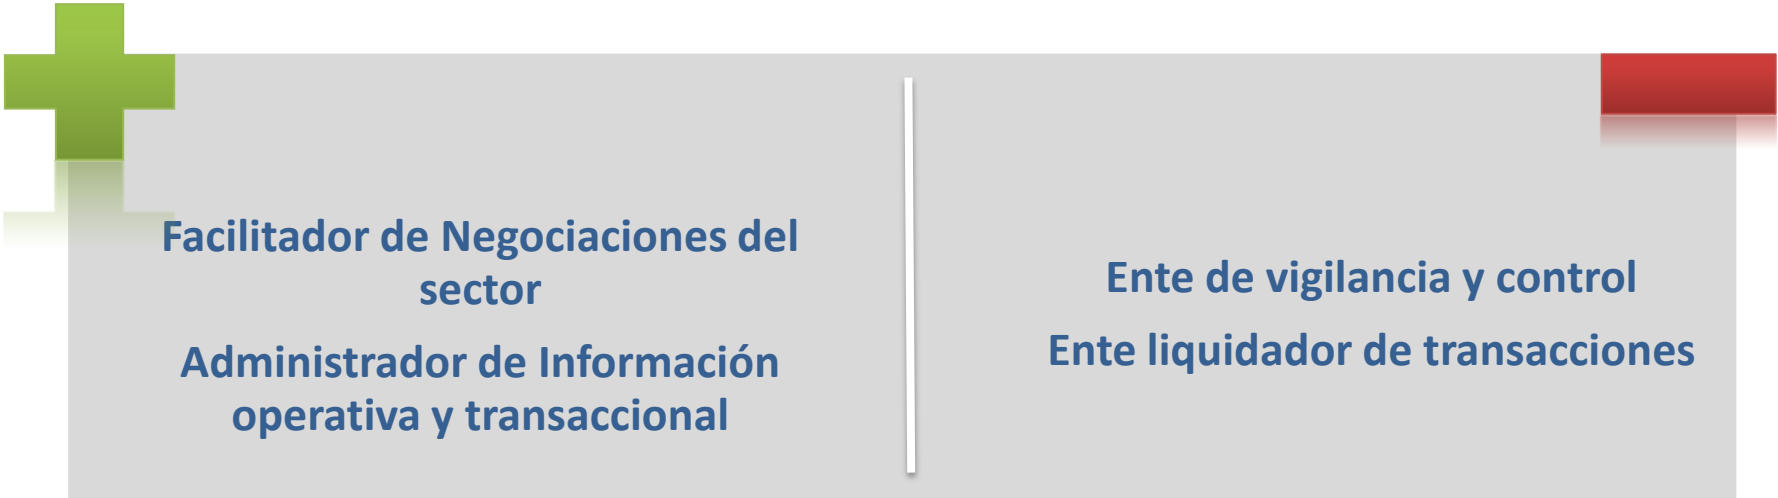 Facilitador de Negociaciones del
sector
Administrador de Información
operativa y transaccional
Ente de vigilancia y control
Ente liquidador de transacciones